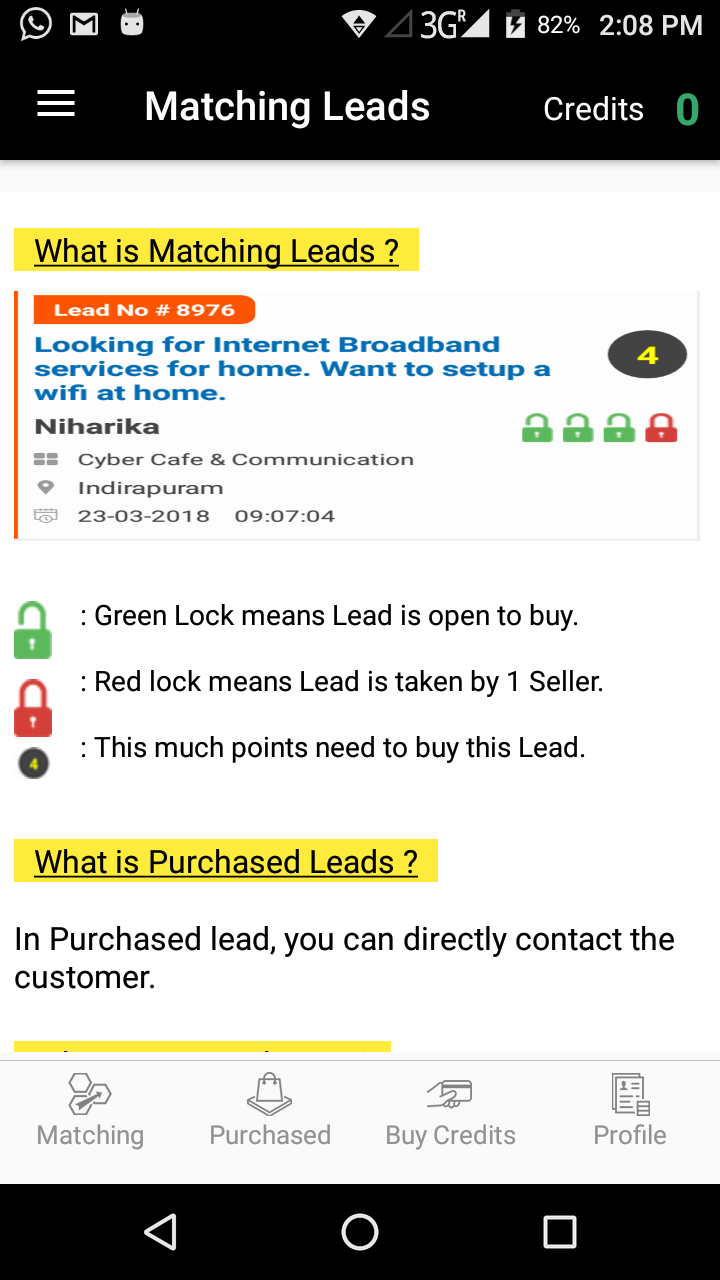 3G R 82% 2:08 PM
Matching Leads Credits 0
What is Matching Leads ?
Lead No # 8976
Looking for Internet Broadband
services for home. Want to setup a
wifi at home.
4
Niharika
Cyber Cafe & Communication
Indirapuram
23-03-2018 09:07:04
: Green Lock means Lead is open to buy.
: Red lock means Lead is taken by 1 Seller.
4 : This much points need to buy this Lead.
What is Purchased Leads ?
In Purchased lead, you can directly contact the
customer.
Matching Purchased Buy Credits Profile